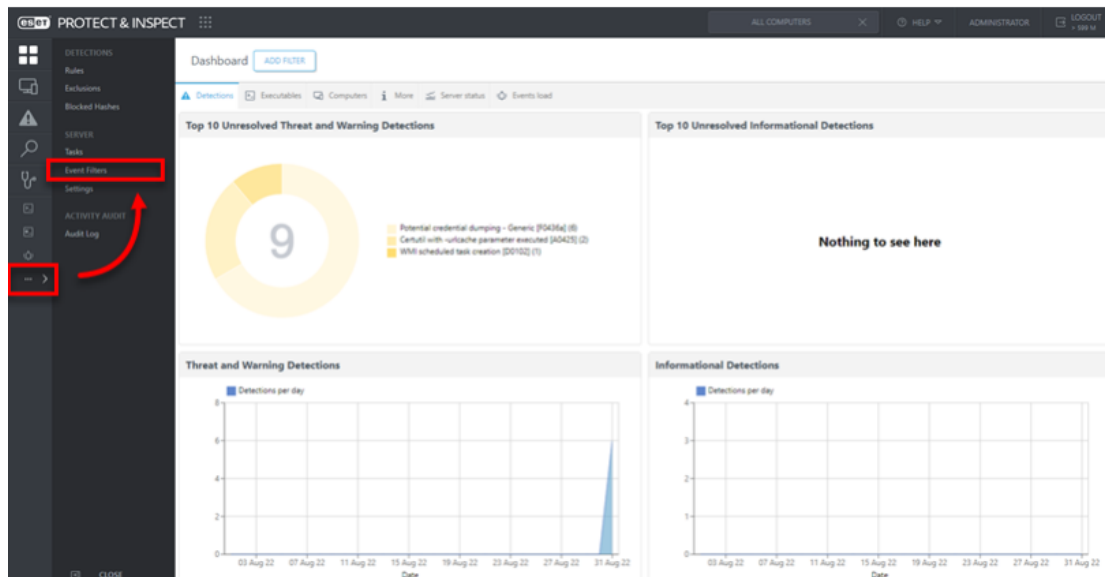 eset PROTECT & INSPECT
ALL COMPUTERS
HELP
ADMINISTRATOR
LOGOUT
DETECTIONS
Rules
Exclusions
Blocked Hashes
SERVER
Tasks
Event Filters
Settings
ACTIVITY AUDIT
Audit Log
CLOSE
Dashboard
ADD FILTER
Detections
Executables
Computers
More
Server status
Events load
Top 10 Unresolved Threat and Warning Detections
9
Potential credential dumping - Generic [F0436a] (6)
Certutil with -urlcache parameter executed [A0425] (2)
WMI scheduled task creation [D0102] (1)
Top 10 Unresolved Informational Detections
Nothing to see here
Threat and Warning Detections
Detections per day
8
6
4
2
0
03 Aug 22 07 Aug 22 11 Aug 22 15 Aug 22 19 Aug 22 23 Aug 22 27 Aug 22 31 Aug 22
Date
Informational Detections
Detections per day
4
3
2
1
0
03 Aug 22 07 Aug 22 11 Aug 22 15 Aug 22 19 Aug 22 23 Aug 22 27 Aug 22 31 Aug 22
Date